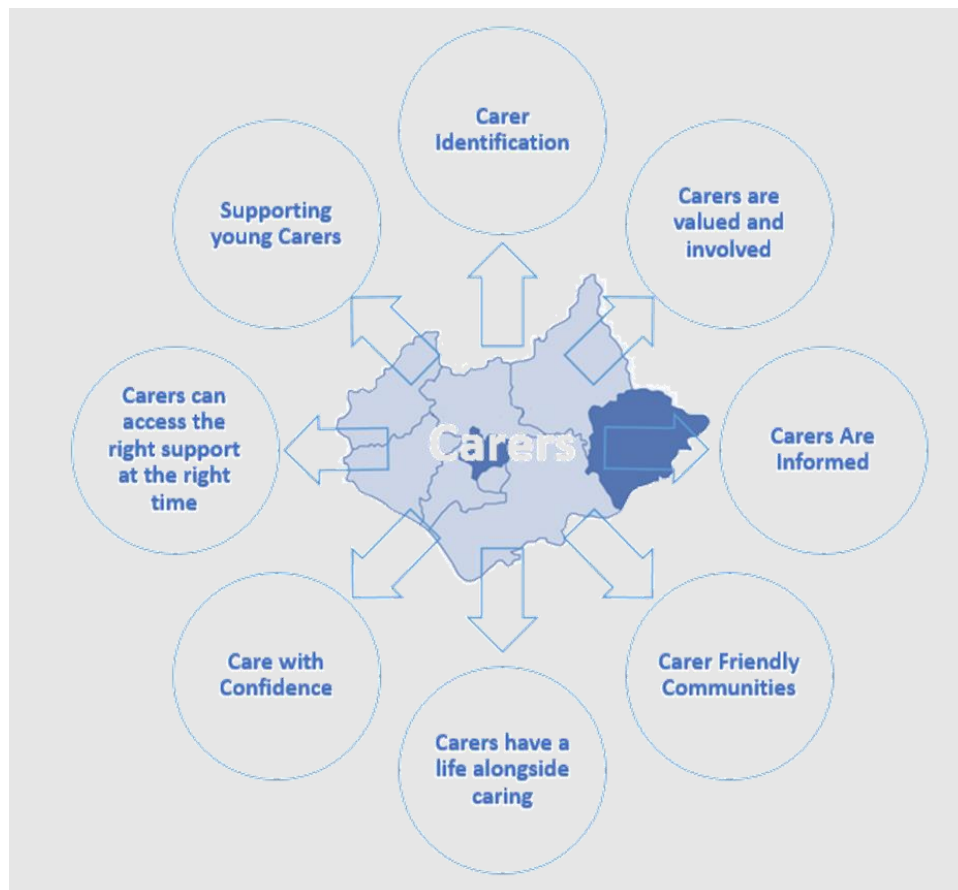 Carer
Identification
Carers are
valued and
involved
Carers Are
Informed
Carer Friendly
Communities
Carers have a
life alongside
caring
Care with
Confidence
Carers can
access the
right support
at the right
time
Supporting
young Carers
Carers